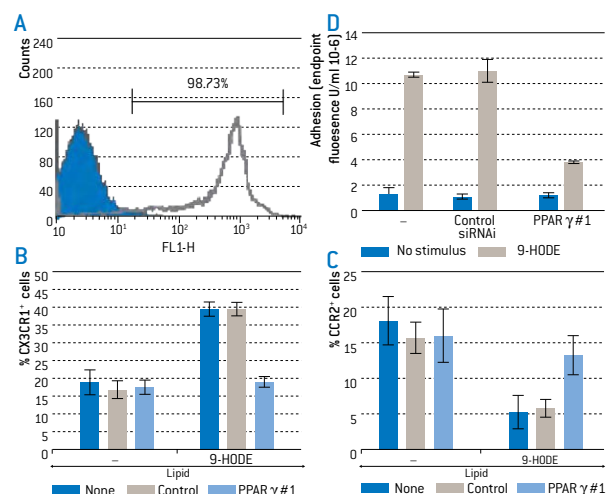 A
Counts
240
200
160
120
80
40
0
98.73%
10
10¹
10²
10³
10⁴
FL1-H
D
Adhesion (endpoint
fluoesence U/ml 10-6)
14
12
10
8
6
4
2
0
–
Control
siRNAi
PPAR γ#1
No stimulus
9-HODE
B
% CX3CR1⁺ cells
50
45
40
35
30
25
20
15
10
5
0
–
9-HODE
Lipid
None
Control
PPAR γ#1
C
% CCR2⁺ cells
25
20
15
10
5
0
–
9-HODE
Lipid
None
Control
PPAR γ#1